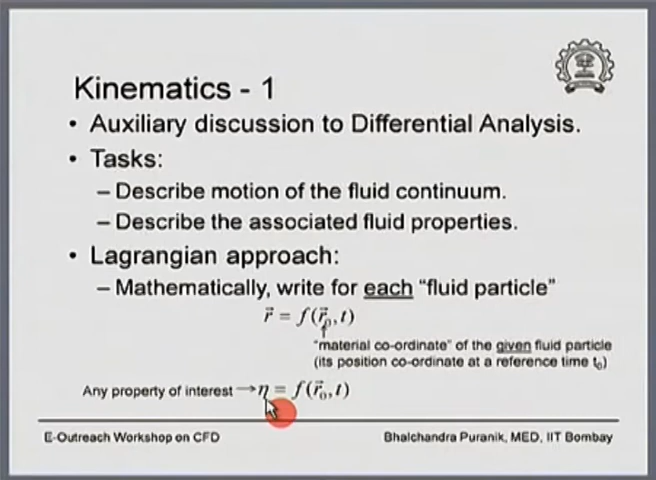 Kinematics - 1
• Auxiliary discussion to Differential Analysis.
• Tasks:
– Describe motion of the fluid continuum.
– Describe the associated fluid properties.
• Lagrangian approach:
– Mathematically, write for each “fluid particle”
r⃗ = f(r⃗₀, t)
“material co-ordinate” of the given fluid particle
(its position co-ordinate at a reference time t₀)
Any property of interest → η = f(r⃗₀, t)
E-Outreach Workshop on CFD
Bhalchandra Puranik, MED, IIT Bombay